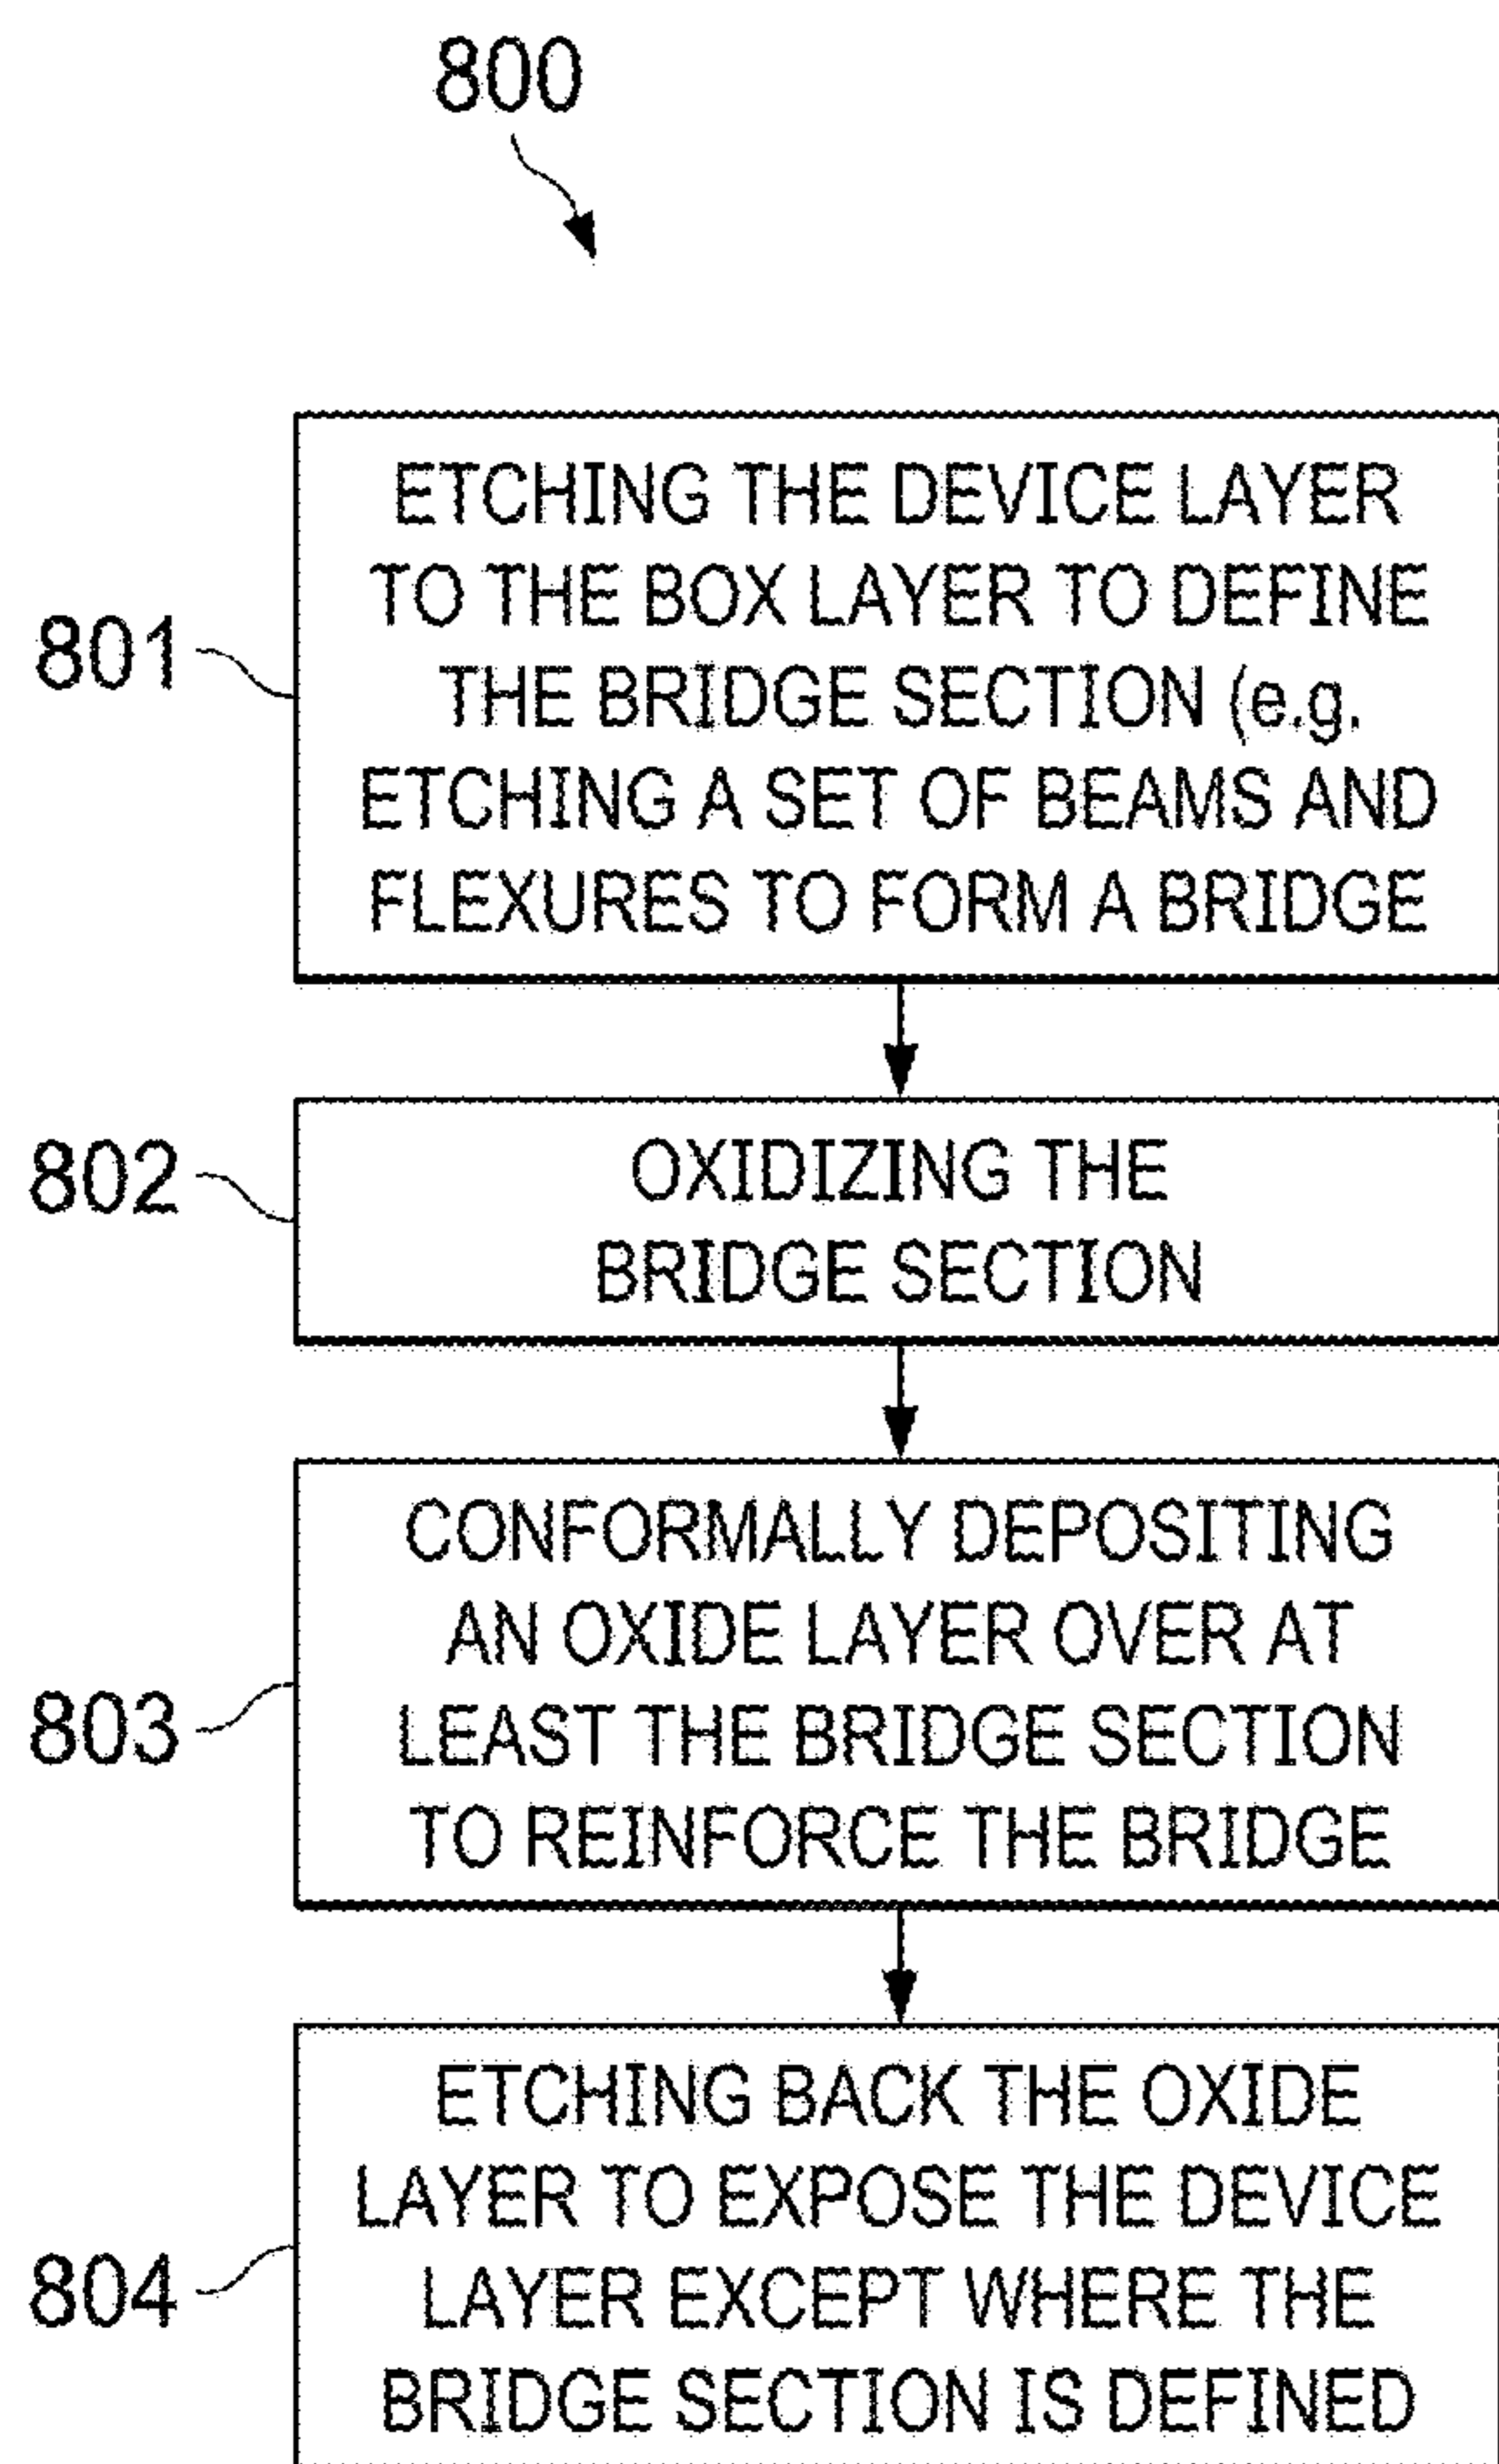 800
801
ETCHING THE DEVICE LAYER
TO THE BOX LAYER TO DEFINE
THE BRIDGE SECTION (e.g.
ETCHING A SET OF BEAMS AND
FLEXURES TO FORM A BRIDGE
802
OXIDIZING THE
BRIDGE SECTION
803
CONFORMALLY DEPOSITING
AN OXIDE LAYER OVER AT
LEAST THE BRIDGE SECTION
TO REINFORCE THE BRIDGE
804
ETCHING BACK THE OXIDE
LAYER TO EXPOSE THE DEVICE
LAYER EXCEPT WHERE THE
BRIDGE SECTION IS DEFINED